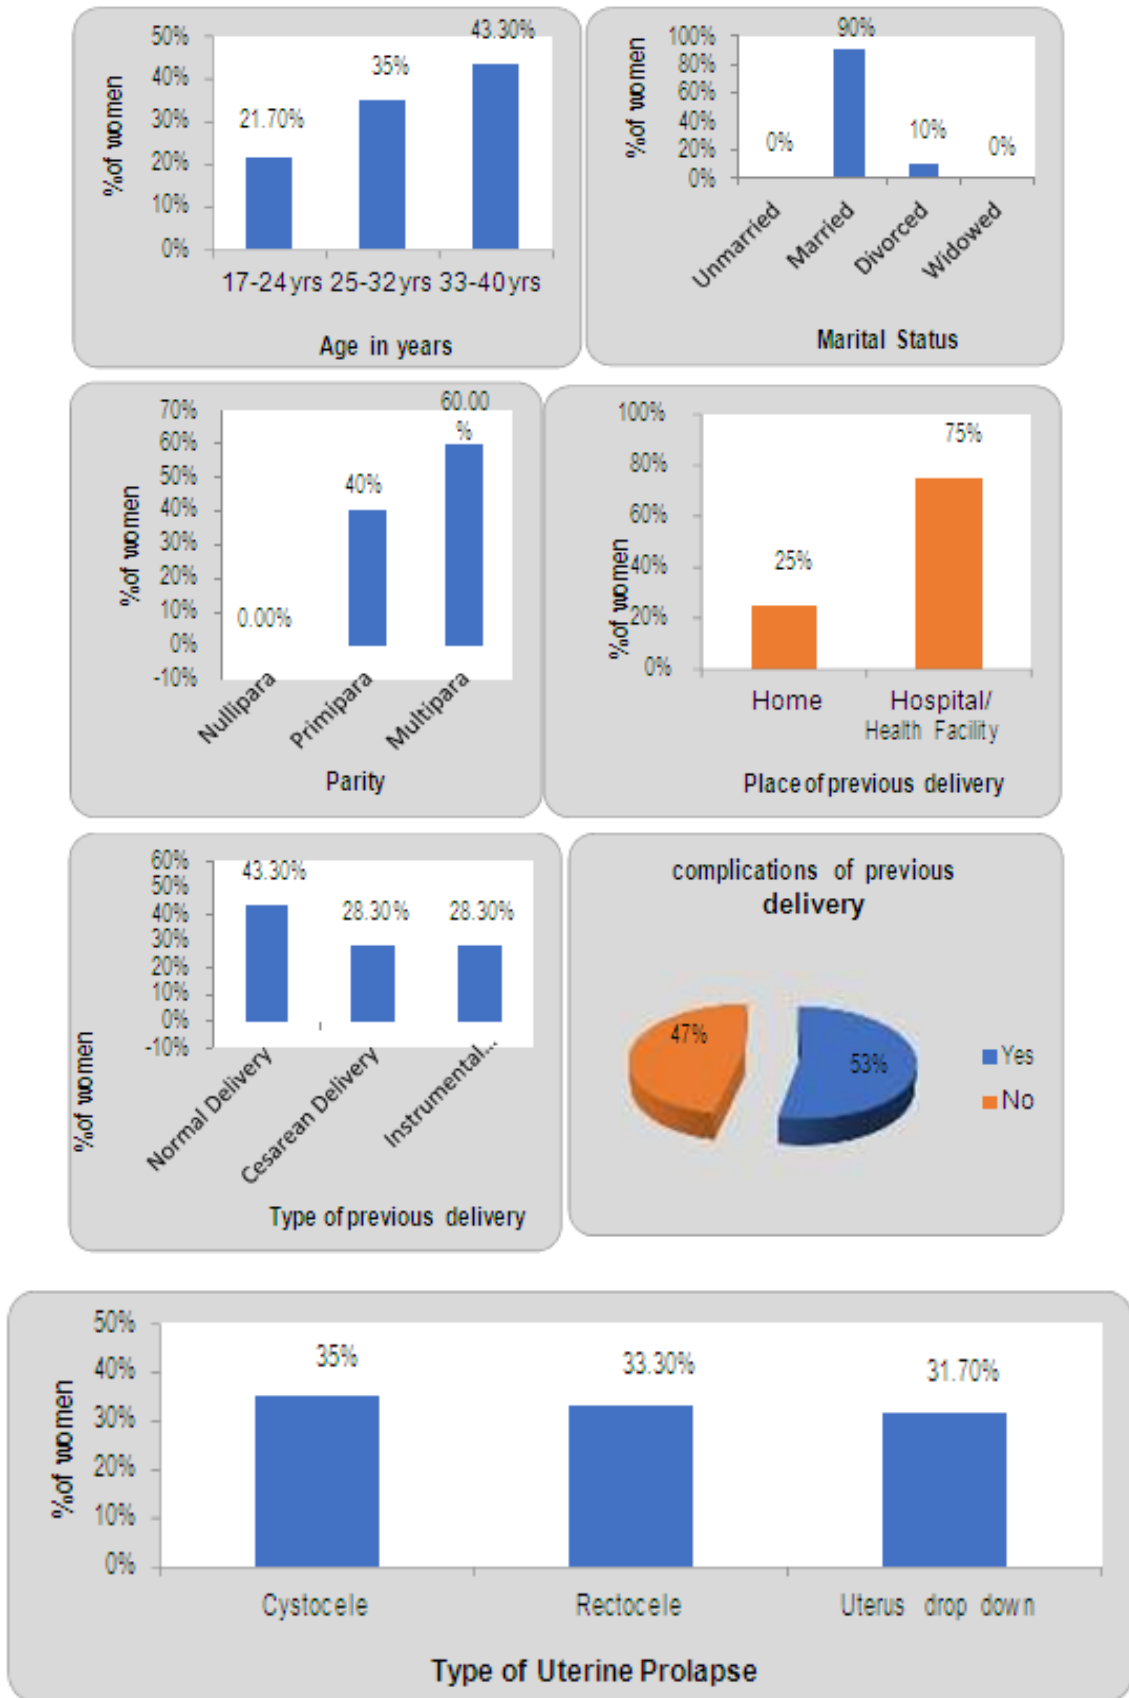 50%
40%
30%
20%
10%
0%
%of women
21.70%
35%
43.30%
17-24yrs 25-32yrs 33-40yrs
Age in years
100%
80%
60%
40%
20%
0%
%of women
0%
90%
10%
0%
Unmarried
Married
Divorced
Widowed
Marital Status
70%
60%
50%
40%
30%
20%
10%
0%
-10%
%of women
0.00%
40%
60.00
%
Nullipara
Primipara
Multipara
Parity
100%
80%
60%
40%
20%
0%
%of women
25%
75%
Home
Hospital/
Health Facility
Place of previous delivery
60%
50%
40%
30%
20%
10%
0%
-10%
%of women
43.30%
28.30%
28.30%
Normal Delivery
Cesarean Delivery
Instrumental...
Type of previous delivery
complications of previous
delivery
47%
53%
Yes
No
50%
40%
30%
20%
10%
0%
%of women
35%
33.30%
31.70%
Cystocele
Rectocele
Uterus drop down
Type of Uterine Prolapse